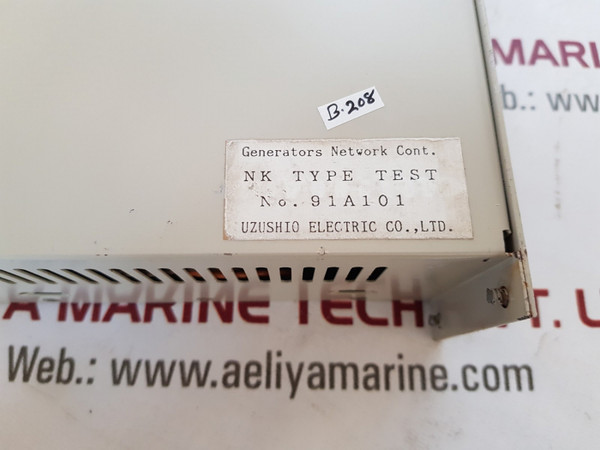 B-208
Generators Network Cont.
NK TYPE TEST
No. 91A101
UZUSHIO ELECTRIC CO.,LTD.
MARI
b.: www
A MARINE TECH T. U
Web.: www.aeliyamarine.com